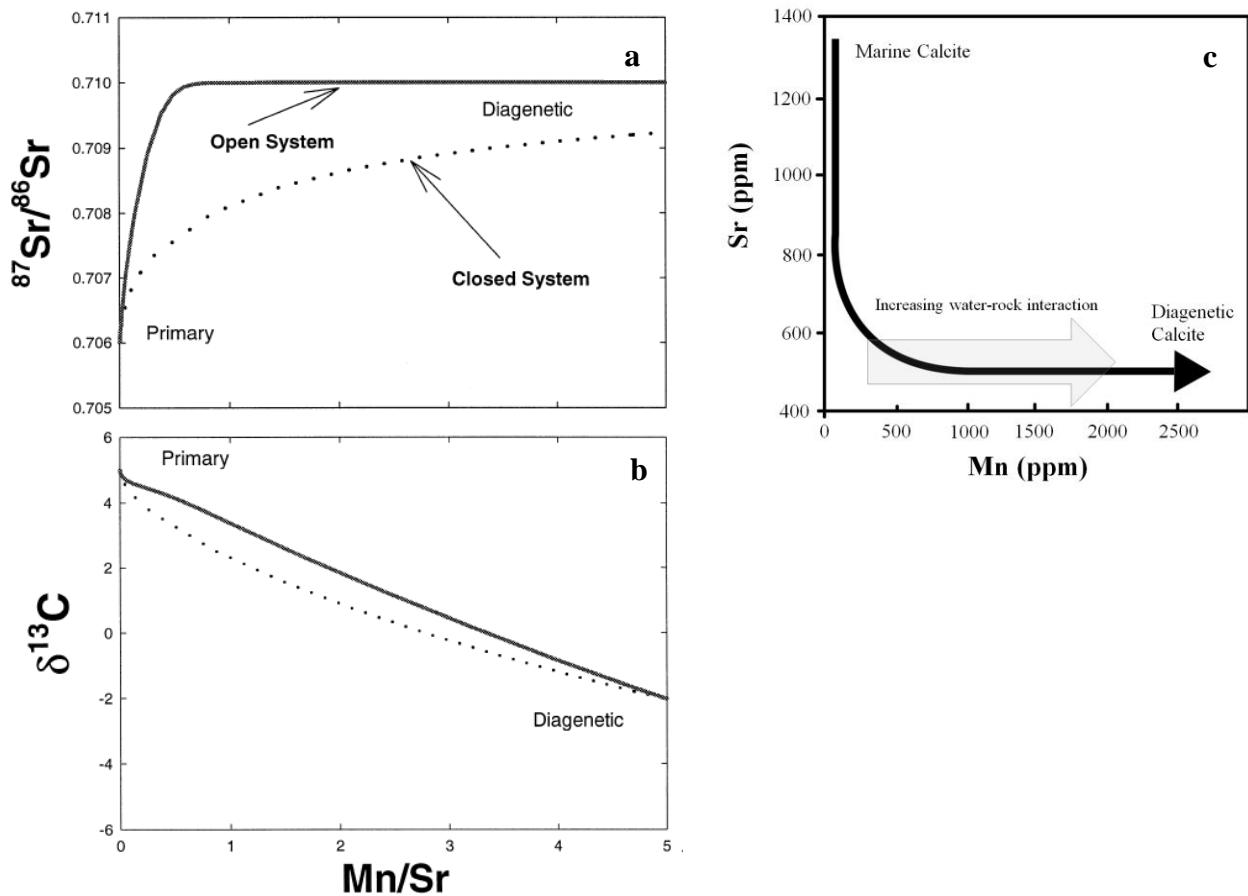 a
0.711
0.710
0.709
0.708
0.707
0.706
0.705
87Sr/86Sr
Open System
Diagenetic
Closed System
Primary
b
6
4
2
0
-2
-4
-6
δ13C
Primary
Diagenetic
0 1 2 3 4 5
Mn/Sr
c
1400
1200
1000
800
600
400
Sr (ppm)
Marine Calcite
Increasing water-rock interaction
Diagenetic
Calcite
0 500 1000 1500 2000 2500
Mn (ppm)